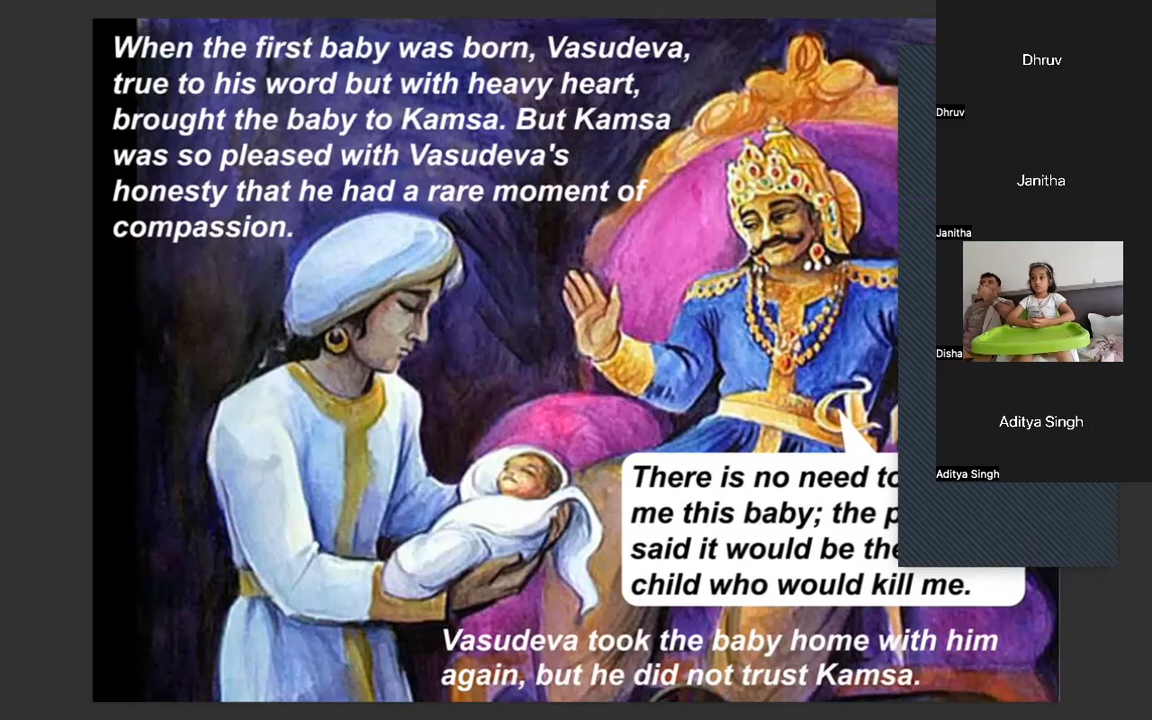 When the first baby was born, Vasudeva,
true to his word but with heavy heart,
brought the baby to Kamsa. But Kamsa
was so pleased with Vasudeva's
honesty that he had a rare moment of
compassion.
There is no need to
me this baby; the
said it would be the
child who would kill me.
Vasudeva took the baby home with him
again, but he did not trust Kamsa.
Dhruv
Dhruv
Janitha
Janitha
Disha
Aditya Singh
Aditya Singh